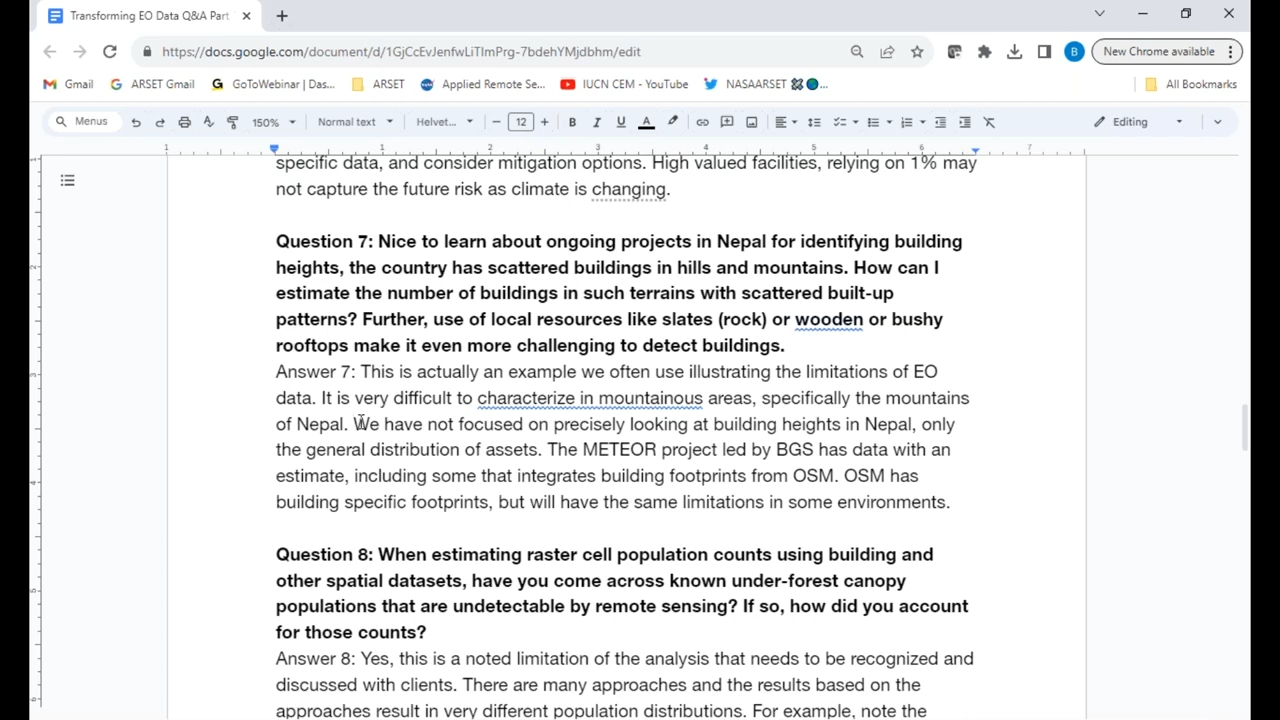 Transforming EO Data Q&A Part
https://docs.google.com/document/d/1GjCcEvJenfwLiTlmPrg-7bdehYMjdbhm/edit
B
New Chrome available
Gmail
ARSET Gmail
GoToWebinar | Das...
ARSET
Applied Remote Se...
IUCN CEM - YouTube
NASAARSET
All Bookmarks
Menus
150%
Normal text
Helvet...
12
Editing
1 1 2 3 4 5 6 7
specific data, and consider mitigation options. High valued facilities, relying on 1% may
not capture the future risk as climate is changing.
Question 7: Nice to learn about ongoing projects in Nepal for identifying building
heights, the country has scattered buildings in hills and mountains. How can I
estimate the number of buildings in such terrains with scattered built-up
patterns? Further, use of local resources like slates (rock) or wooden or bushy
rooftops make it even more challenging to detect buildings.
Answer 7: This is actually an example we often use illustrating the limitations of EO
data. It is very difficult to characterize in mountainous areas, specifically the mountains
of Nepal. We have not focused on precisely looking at building heights in Nepal, only
the general distribution of assets. The METEOR project led by BGS has data with an
estimate, including some that integrates building footprints from OSM. OSM has
building specific footprints, but will have the same limitations in some environments.
Question 8: When estimating raster cell population counts using building and
other spatial datasets, have you come across known under-forest canopy
populations that are undetectable by remote sensing? If so, how did you account
for those counts?
Answer 8: Yes, this is a noted limitation of the analysis that needs to be recognized and
discussed with clients. There are many approaches and the results based on the
approaches result in very different population distributions. For example, note the